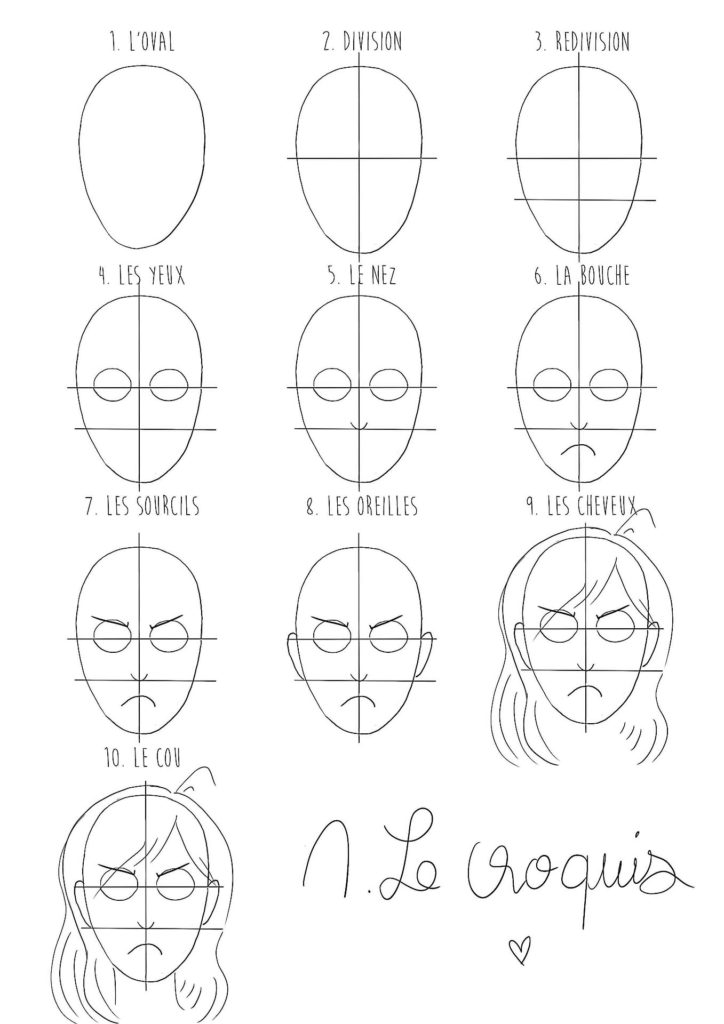 1. L'OVAL
2. DIVISION
3. REDIVISION
4. LES YEUX
5. LE NEZ
6. LA BOUCHE
7. LES SOURCILS
8. LES OREILLES
9. LES CHEVEUX
10. LE COU
1. Le croquis